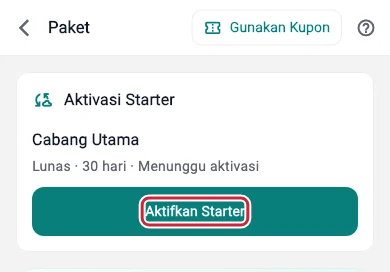 Paket
Gunakan Kupon
Aktivasi Starter
Cabang Utama
Lunas · 30 hari · Menunggu aktivasi
Aktifkan Starter